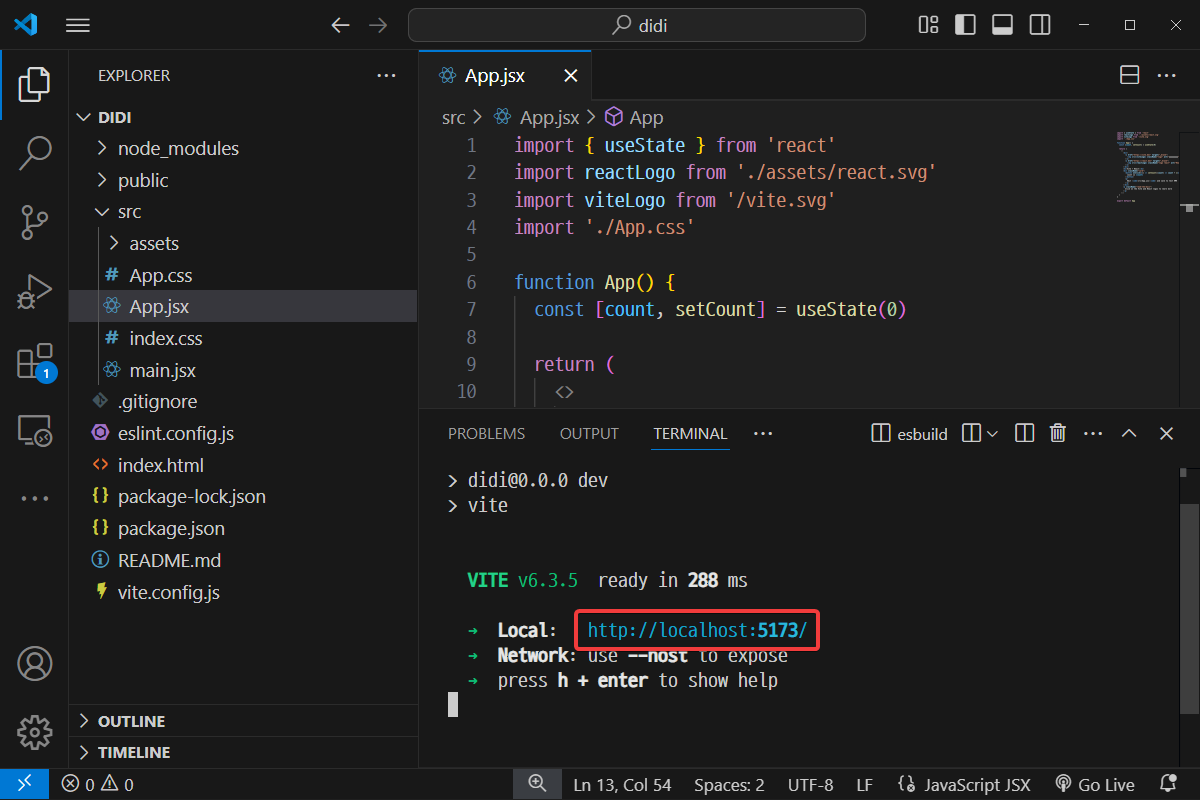 didi
EXPLORER
DIDI
node_modules
public
src
assets
# App.css
App.jsx
# index.css
main.jsx
.gitignore
eslint.config.js
<> index.html
{} package-lock.json
{} package.json
README.md
vite.config.js
OUTLINE
TIMELINE
1
App.jsx
src > App.jsx > App
1 import { useState } from 'react'
2 import reactLogo from './assets/react.svg'
3 import viteLogo from '/vite.svg'
4 import './App.css'
5
6 function App() {
7 const [count, setCount] = useState(0)
8
9 return (
10 <>
PROBLEMS OUTPUT TERMINAL ··· esbuild
> didi@0.0.0 dev
> vite
VITE v6.3.5 ready in 288 ms
➜ Local: http://localhost:5173/
➜ Network: use --host to expose
➜ press h + enter to show help
0 0 Ln 13, Col 54 Spaces: 2 UTF-8 LF {} JavaScript JSX Go Live